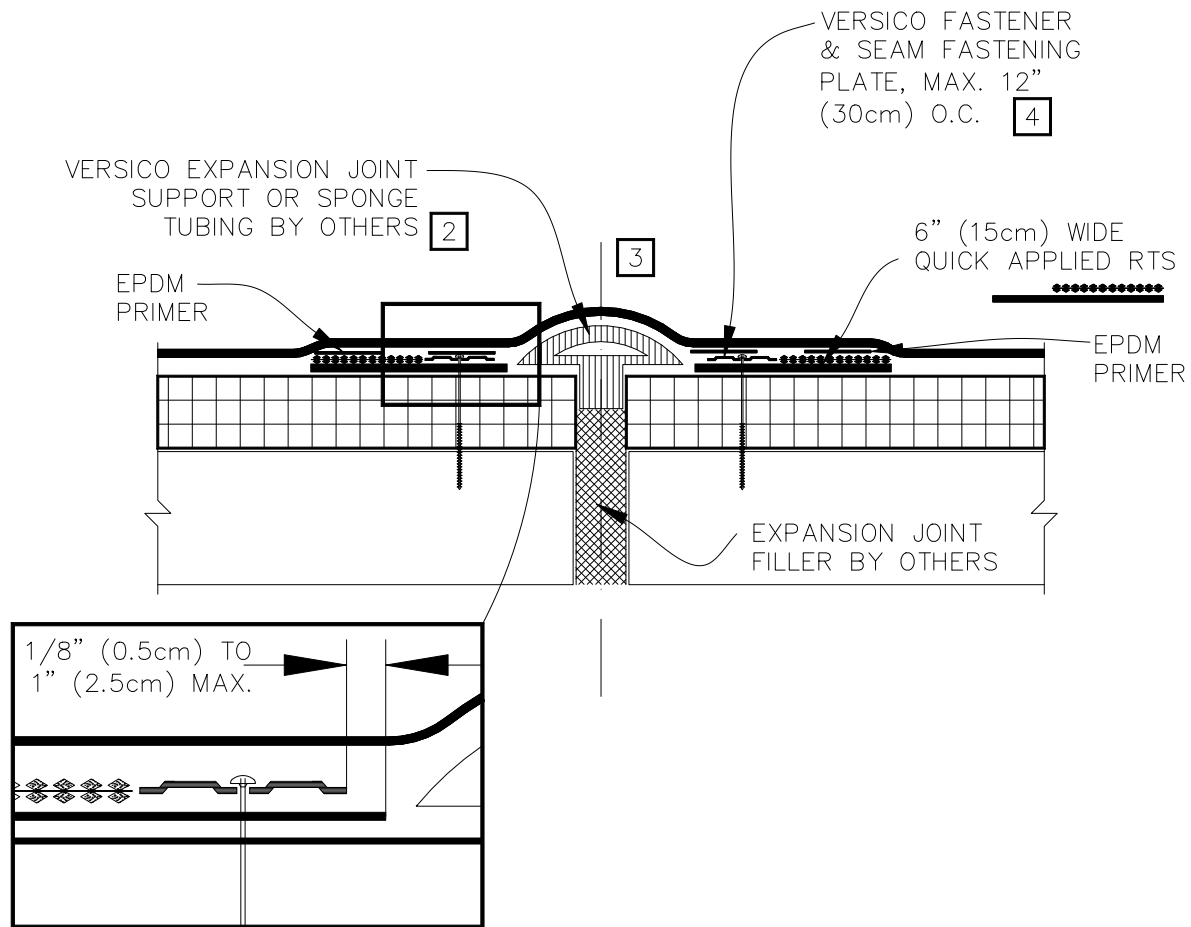 VERSICO FASTENER
& SEAM FASTENING
PLATE, MAX. 12”
(30cm) O.C.
4
VERSICO EXPANSION JOINT
SUPPORT OR SPONGE
TUBING BY OTHERS
2
3
6” (15cm) WIDE
QUICK APPLIED RTS
EPDM
PRIMER
EPDM
PRIMER
EXPANSION JOINT
FILLER BY OTHERS
1/8” (0.5cm) TO
1” (2.5cm) MAX.